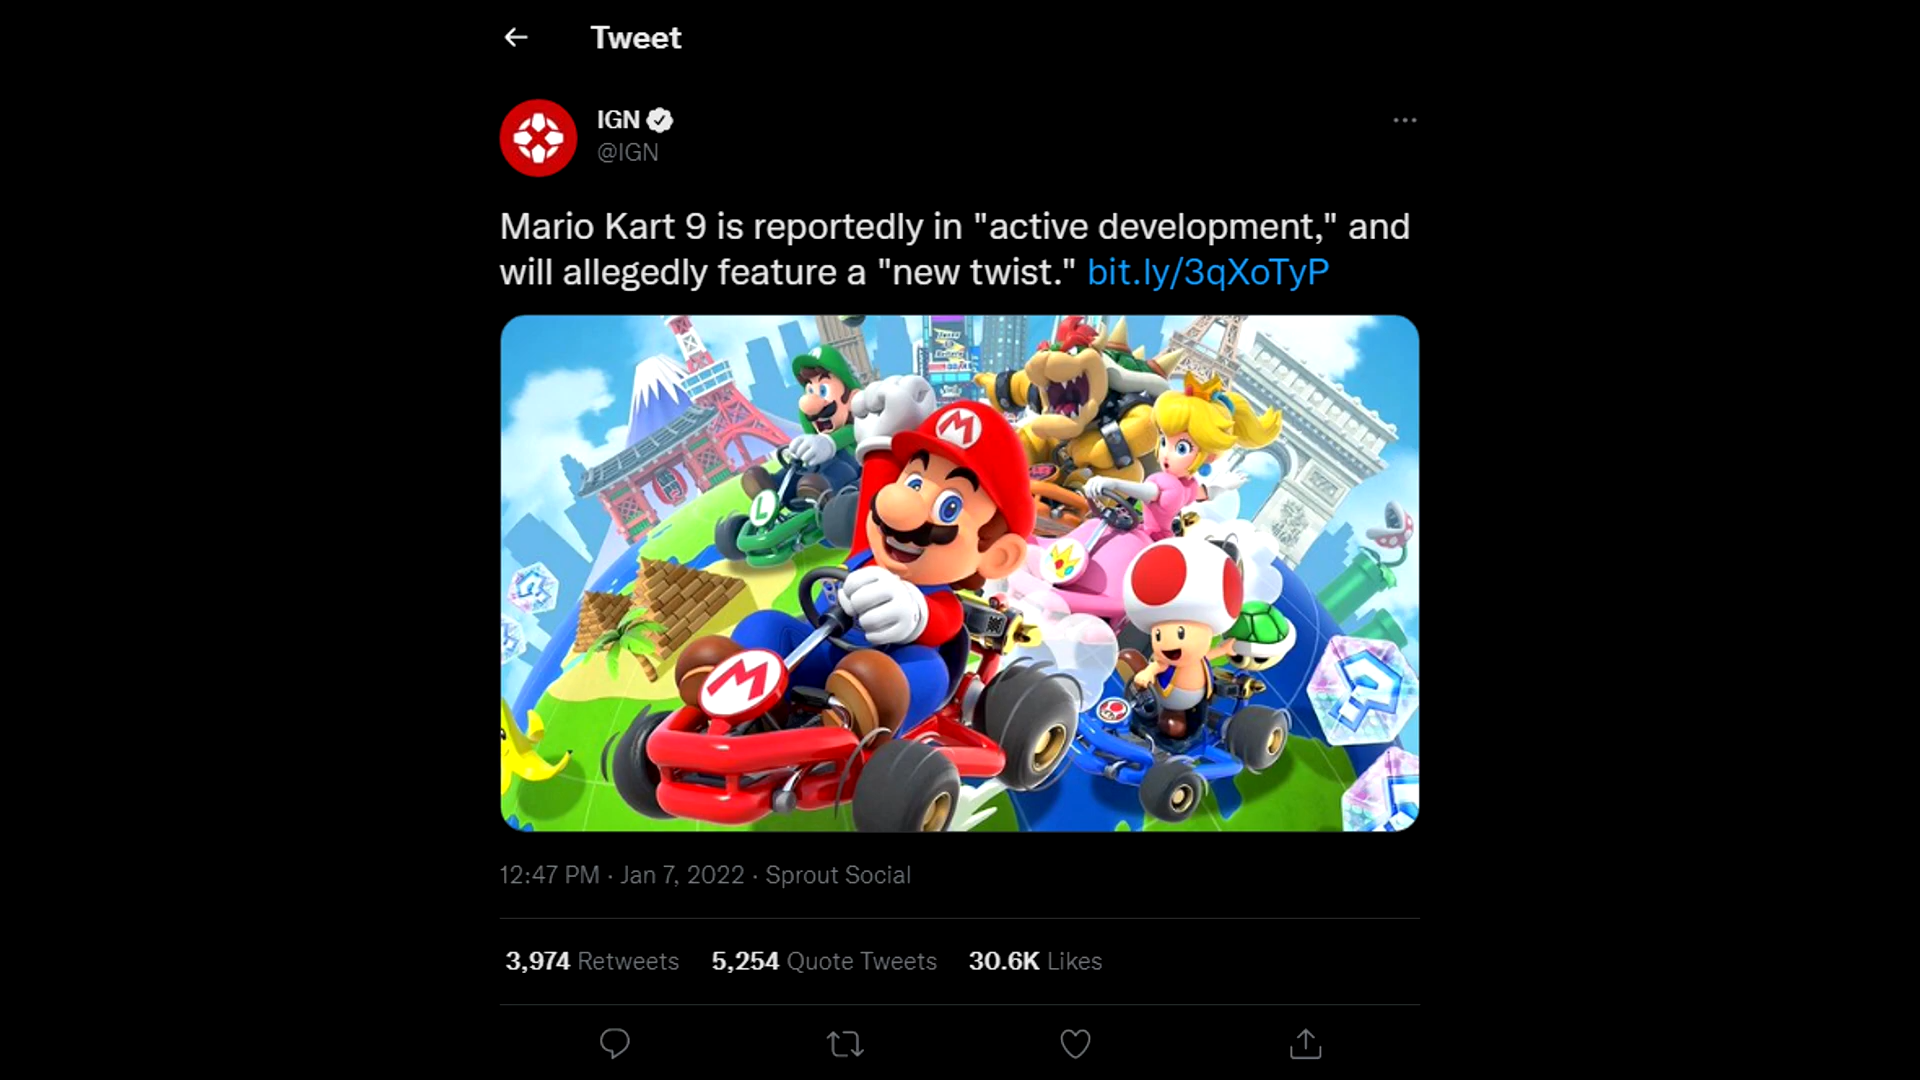 Tweet
IGN
@IGN
Mario Kart 9 is reportedly in "active development," and
will allegedly feature a "new twist." bit.ly/3qXoTyP
M
L
M
12:47 PM · Jan 7, 2022 · Sprout Social
3,974 Retweets 5,254 Quote Tweets 30.6K Likes